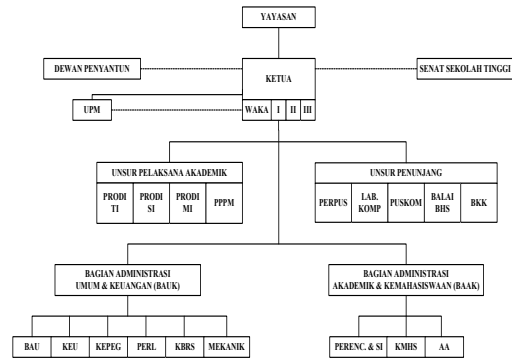 YAYASAN
DEWAN PENYANTUN
KETUA
SENAT SEKOLAH TINGGI
UPM
WAKA I II III
UNSUR PELAKSANA AKADEMIK
PRODI TI
PRODI SI
PRODI MI
PPPM
UNSUR PENUNJANG
PERPUS
LAB. KOMP
PUSKOM
BALAI BHS
BKK
BAGIAN ADMINISTRASI
UMUM & KEUANGAN (BAUK)
BAGIAN ADMINISTRASI
AKADEMIK & KEMAHASISWAAN (BAAK)
BAU
KEU
KEPEG
PERL
KBRS
MEKANIK
PERENC. & SI
KMHS
AA